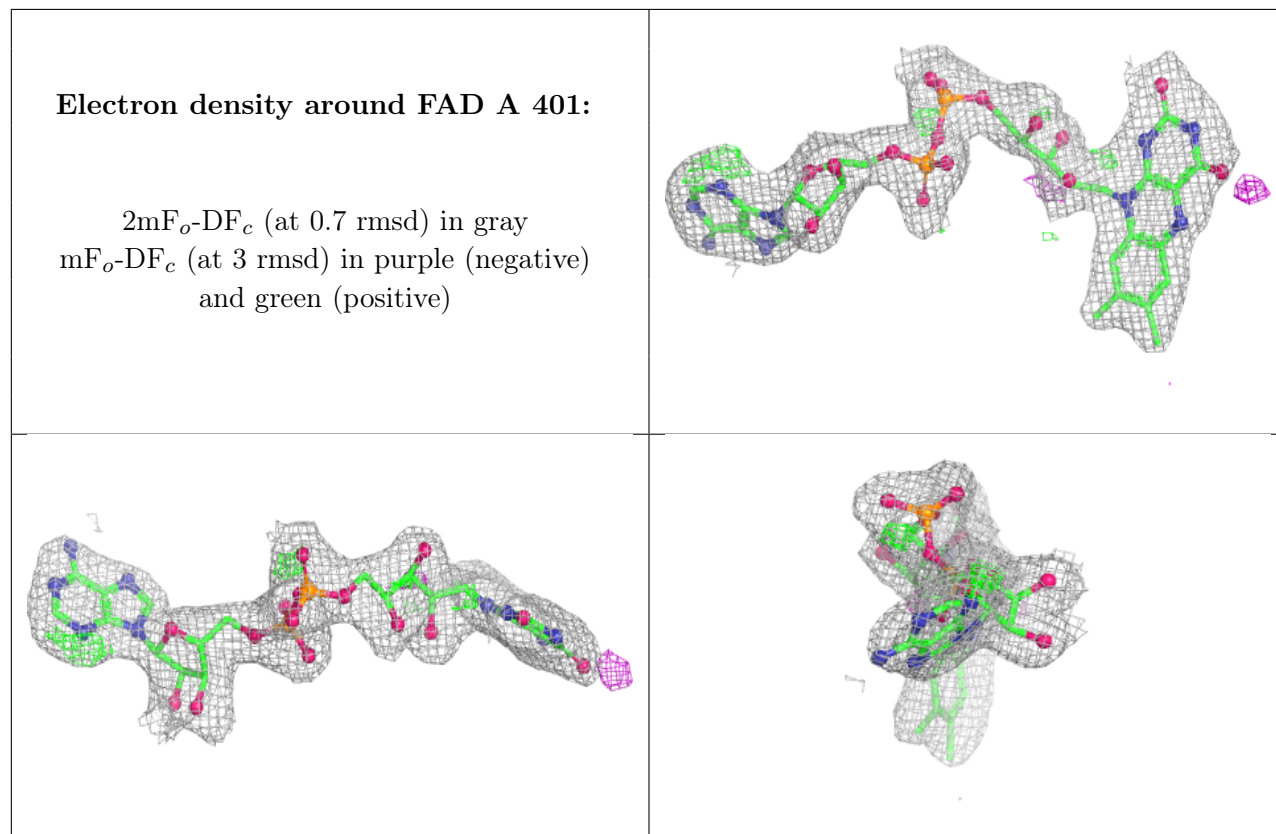 Electron density around FAD A 401:
2mFo-DFc (at 0.7 rmsd) in gray
mFo-DFc (at 3 rmsd) in purple (negative)
and green (positive)